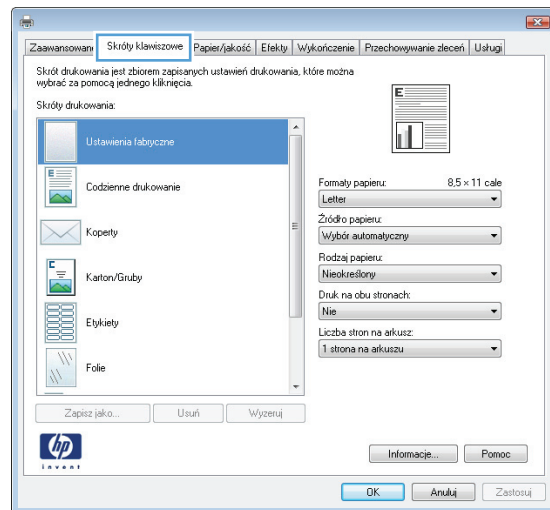 Zaawansowane
Skróty klawiszowe
Papier/jakość
Efekty
Wykończenie
Przechowywanie zleceń
Usługi
Skrót drukowania jest zbiorem zapisanych ustawień drukowania, które można
wybrać za pomocą jednego kliknięcia.
Skróty drukowania:
Ustawienia fabryczne
Codzienne drukowanie
Koperty
Karton/Gruby
Etykiety
Folie
Zapisz jako...
Usuń
Wyzeruj
E
Formaty papieru: 8,5 × 11 cale
Letter
Źródło papieru:
Wybór automatyczny
Rodzaj papieru:
Nieokreślony
Druk na obu stronach:
Nie
Liczba stron na arkusz:
1 strona na arkuszu
hp
invent
Informacje...
Pomoc
OK
Anuluj
Zastosuj